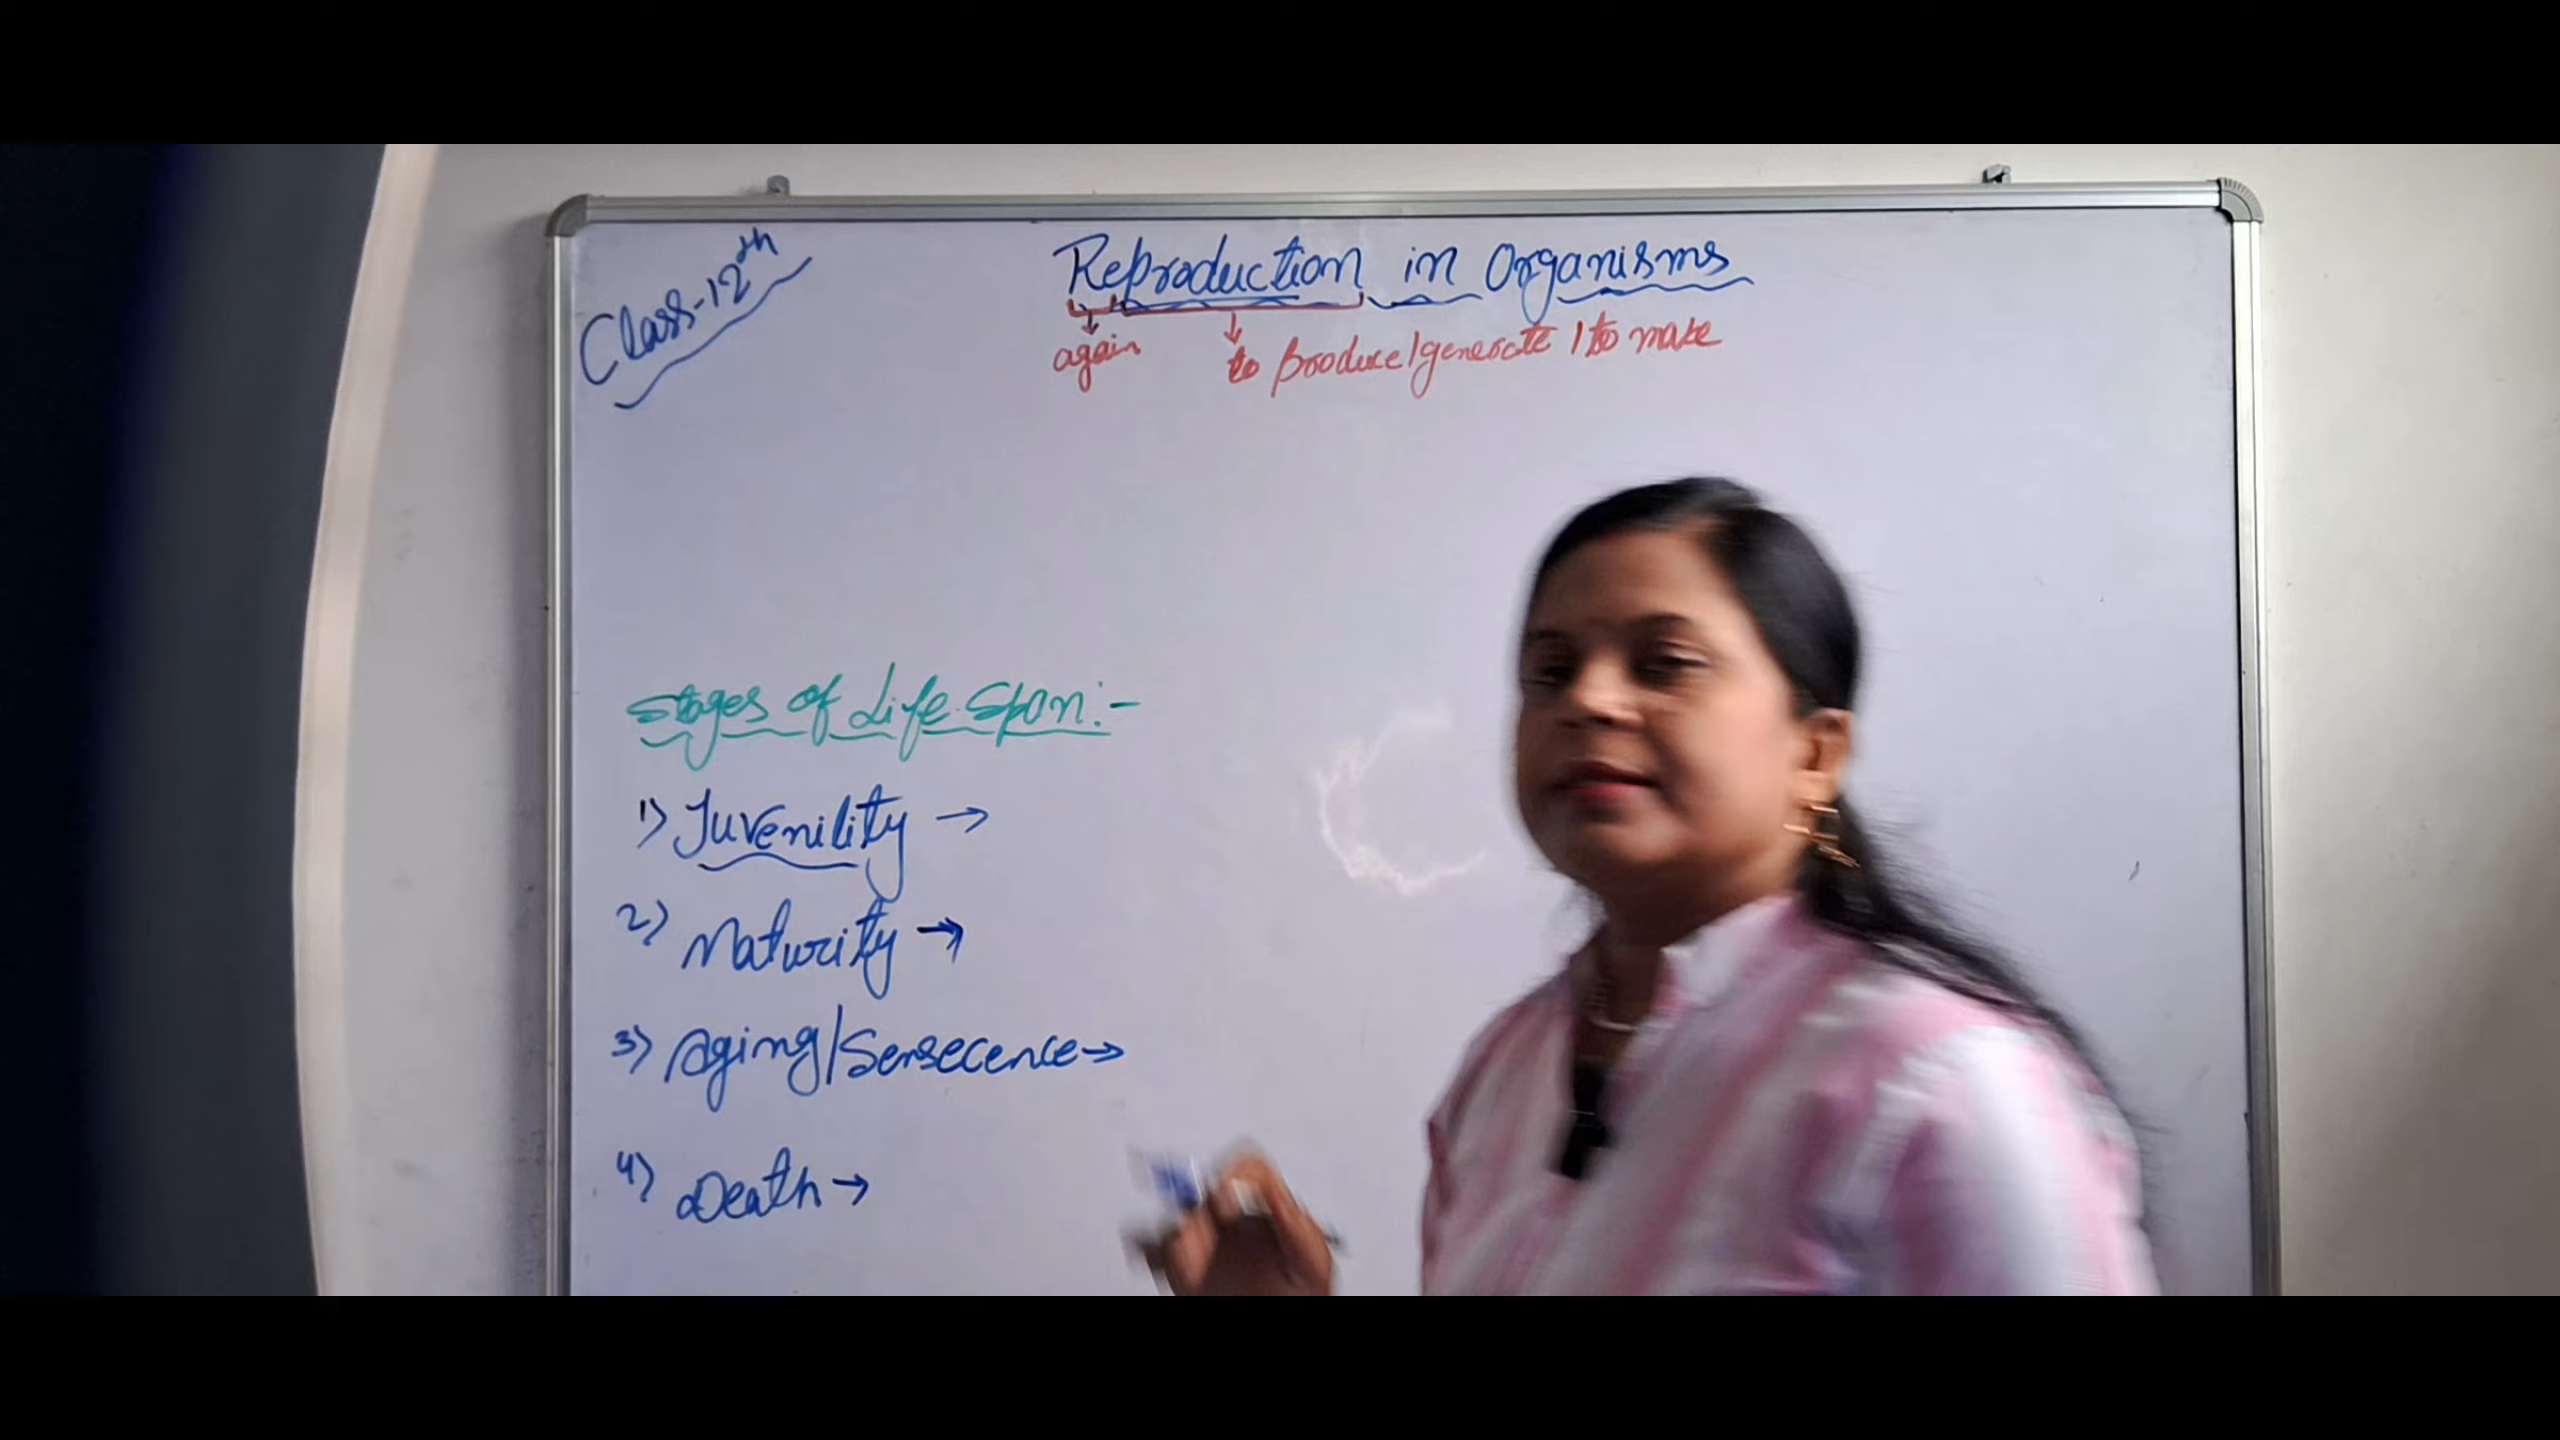 Class-12th
Reproduction in Organisms
again to produce/generate/to make
Stages of Life Span:-
1) Juvenility →
2) Maturity →
3) Aging/Sensecence→
4) Death→